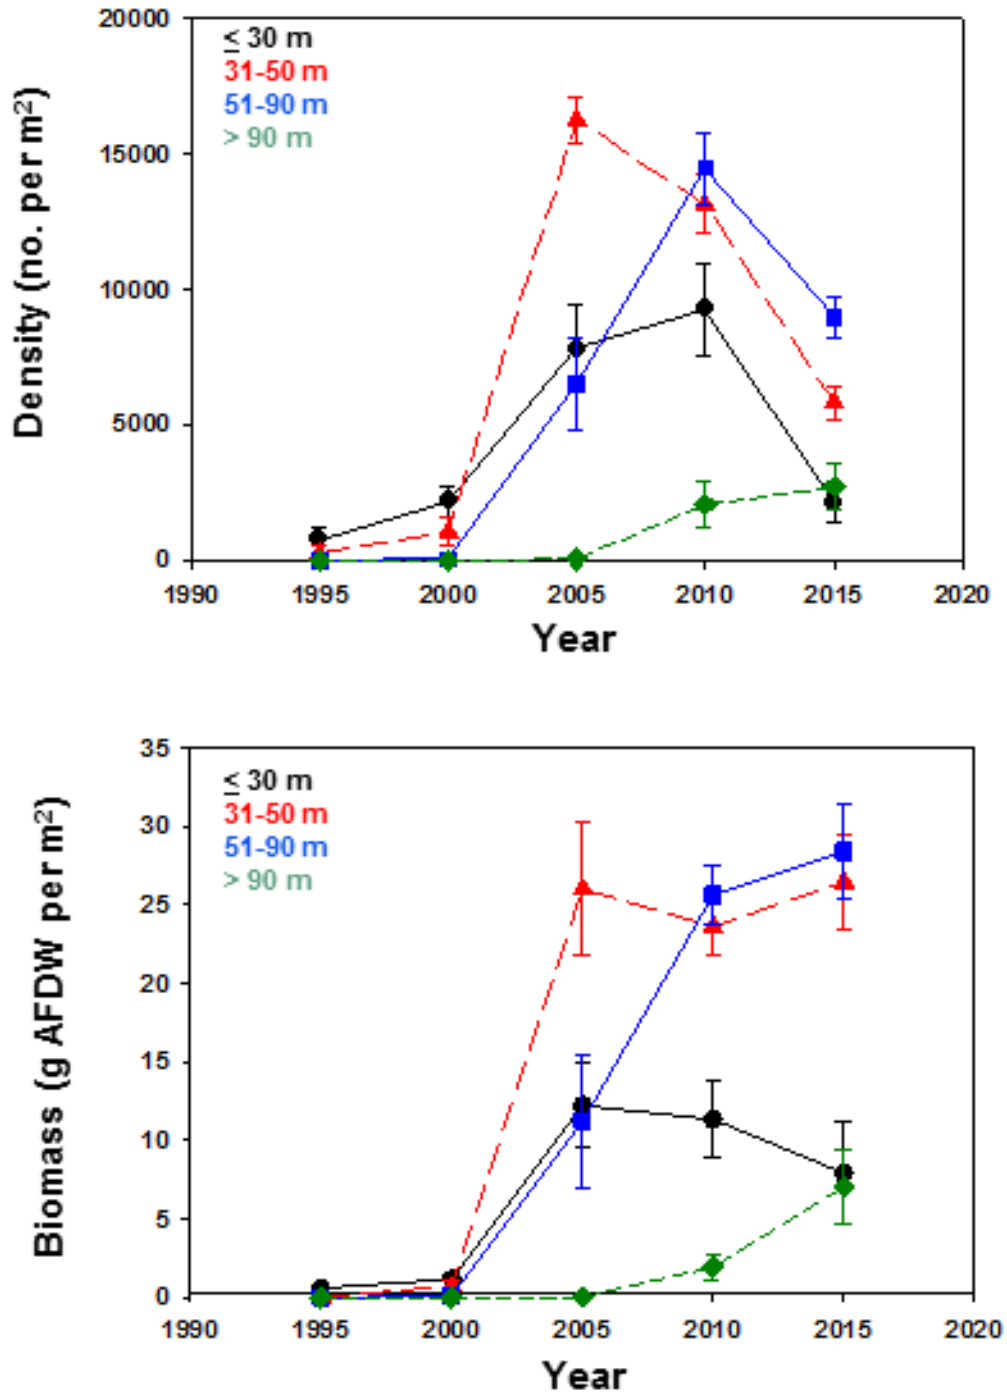 20000
15000
10000
5000
0
Density (no. per m²)
≤ 30 m
31-50 m
51-90 m
> 90 m
1990 1995 2000 2005 2010 2015 2020
Year
35
30
25
20
15
10
5
0
Biomass (g AFDW per m²)
≤ 30 m
31-50 m
51-90 m
> 90 m
1990 1995 2000 2005 2010 2015 2020
Year